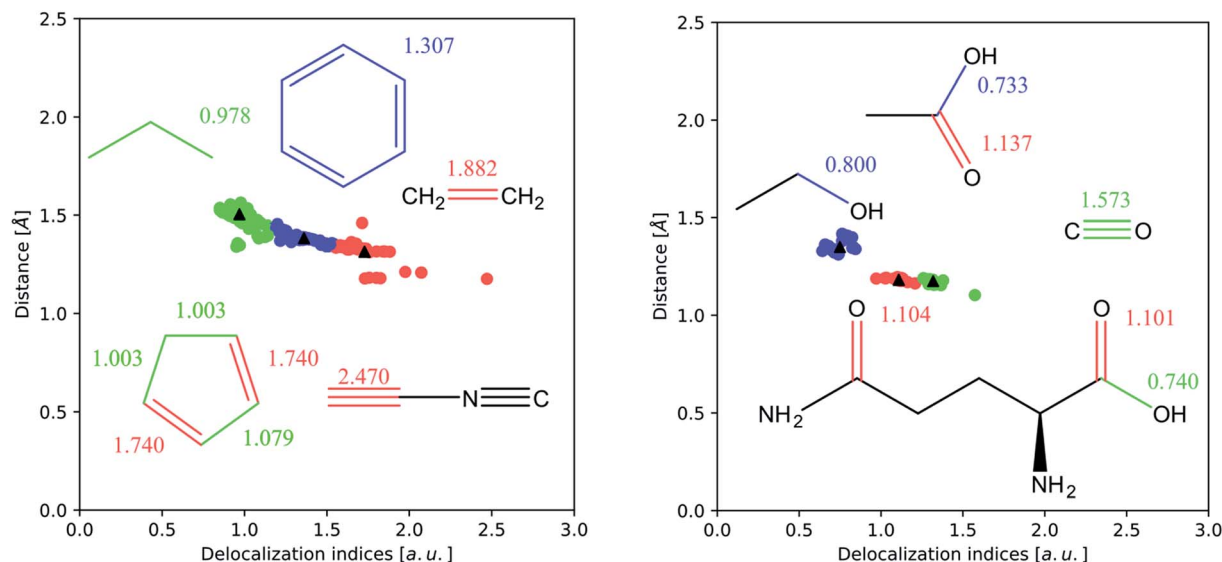 2.5
2.0
1.5
1.0
0.5
0.0
Distance [Å]
0.0 0.5 1.0 1.5 2.0 2.5 3.0
Delocalization indices [a.u.]
1.307
0.978
1.882
CH2 CH2
1.003
1.003
1.740
1.740
1.079
2.470
N C
2.5
2.0
1.5
1.0
0.5
0.0
Distance [Å]
0.0 0.5 1.0 1.5 2.0 2.5 3.0
Delocalization indices [a.u.]
OH
0.733
1.137
O
0.800
OH
1.573
C O
O
1.104
O
1.101
0.740
NH2
OH
NH2